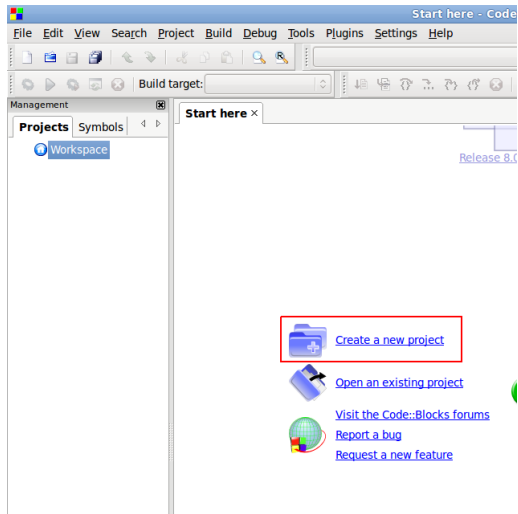 Start here - Code
File Edit View Search Project Build Debug Tools Plugins Settings Help
Build target:
Management
Start here ×
Projects Symbols
Workspace
Release 8.0
Create a new project
Open an existing project
Visit the Code::Blocks forums
Report a bug
Request a new feature